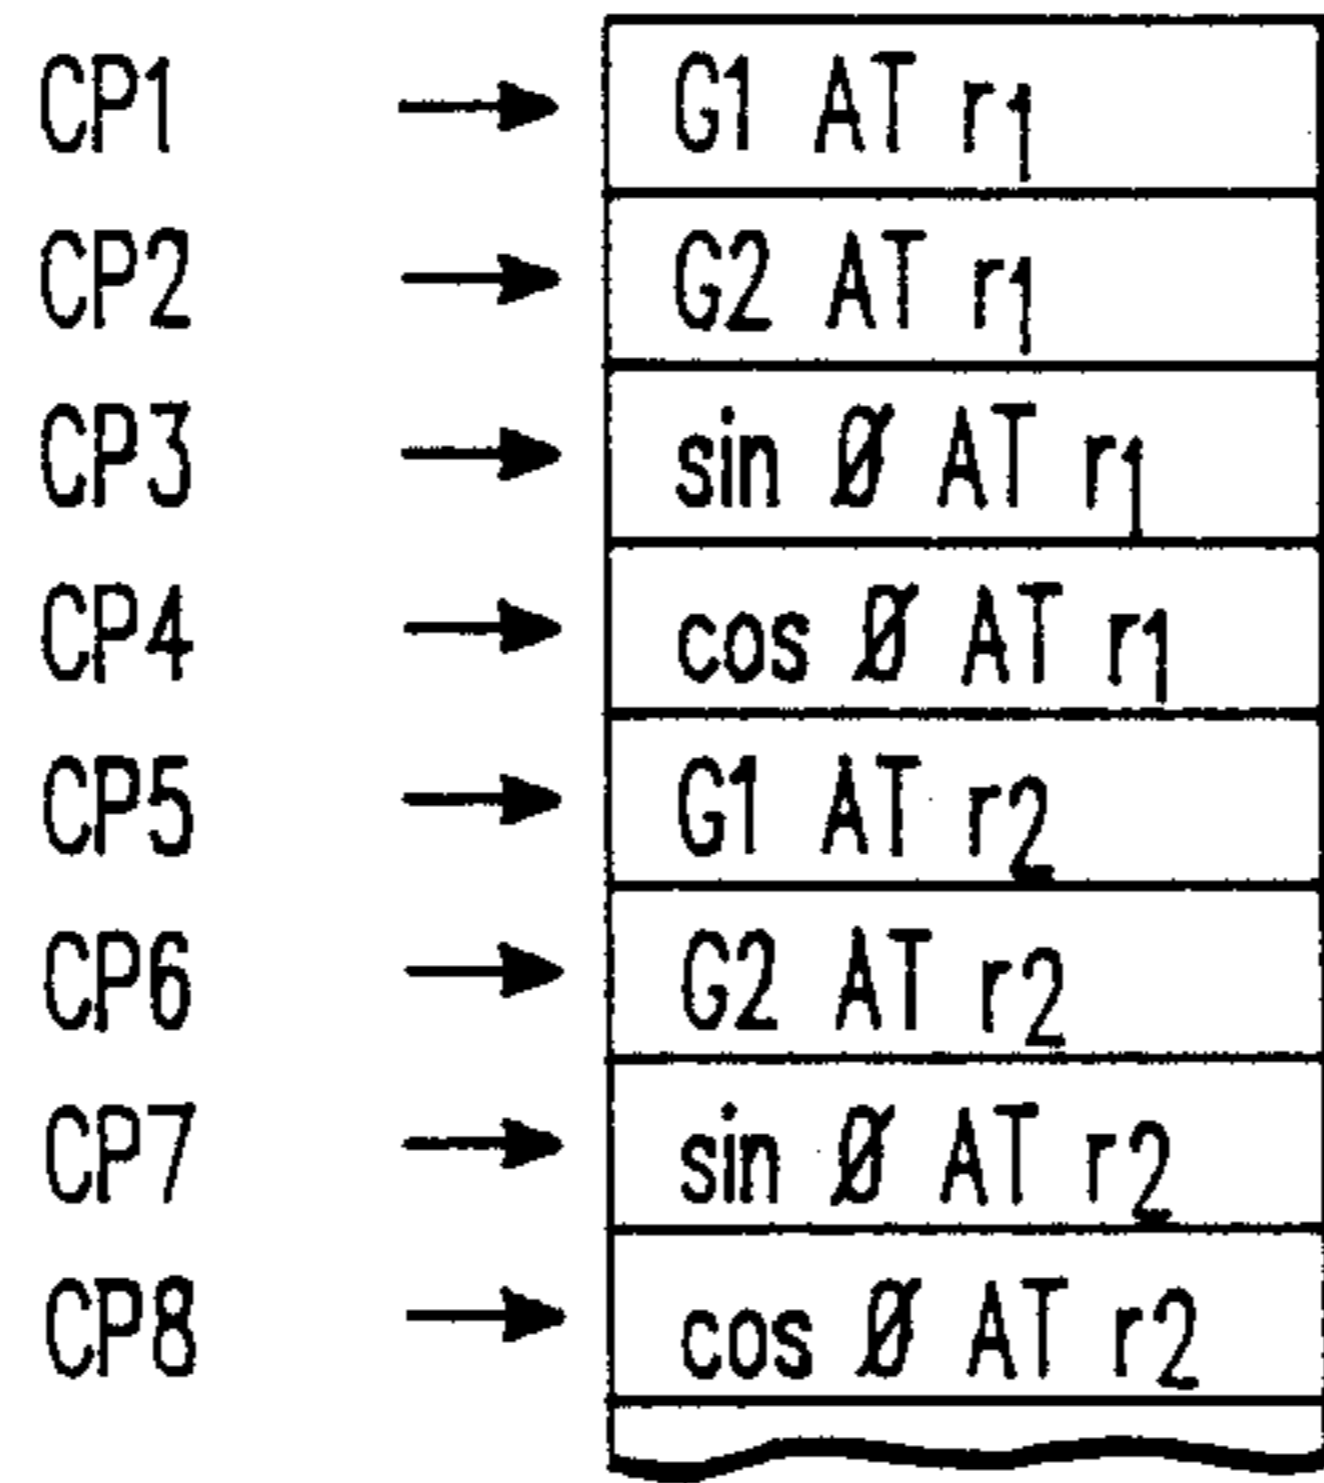 CP1 → G1 AT r₁
CP2 → G2 AT r₁
CP3 → sin Ø AT r₁
CP4 → cos Ø AT r₁
CP5 → G1 AT r₂
CP6 → G2 AT r₂
CP7 → sin Ø AT r₂
CP8 → cos Ø AT r₂